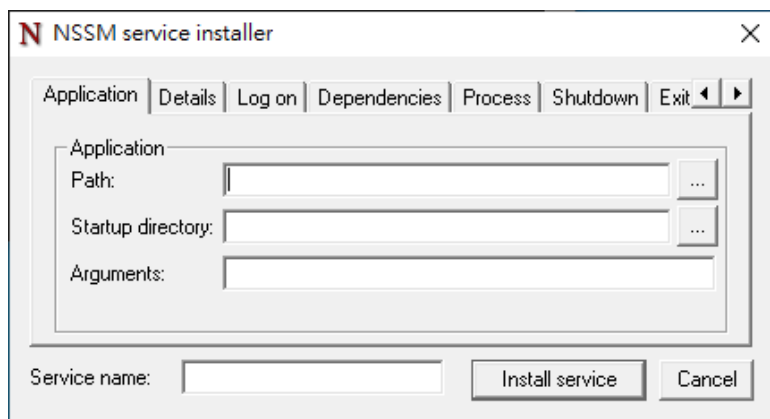 N NSSM service installer
Application Details Log on Dependencies Process Shutdown Exit
Application
Path: ...
Startup directory: ...
Arguments:
Service name: Install service Cancel